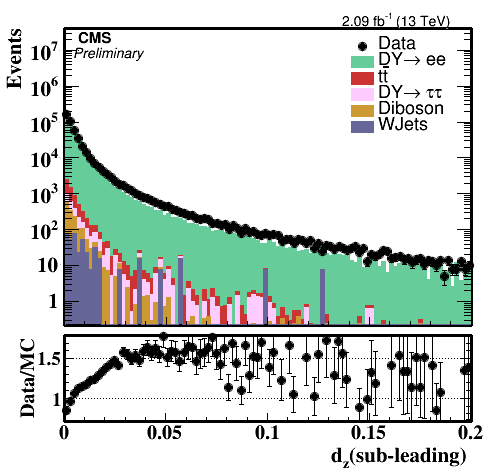 2.09 fb⁻¹ (13 TeV)
CMS
Preliminary
Data
DY→ ee
tt̄
DY→ ττ
Diboson
WJets
Events
10⁷
10⁶
10⁵
10⁴
10³
10²
10
1
Data/MC
1.5
1
0 0.05 0.1 0.15 0.2
d_z(sub-leading)